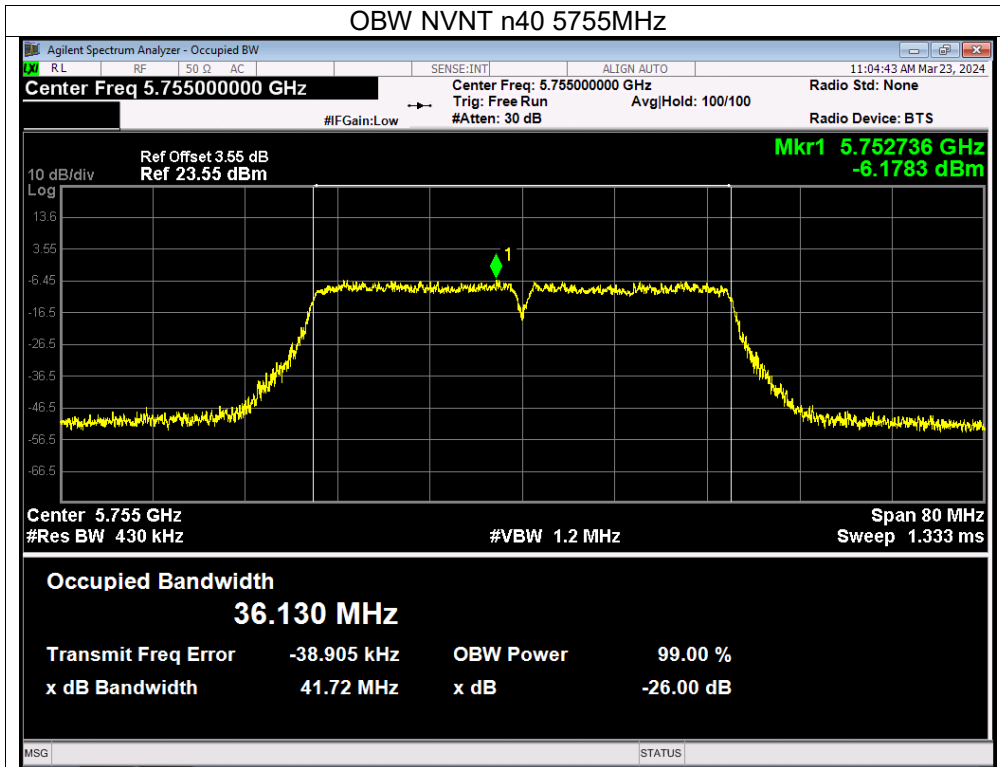 OBW NVNT n40 5755MHz
Agilent Spectrum Analyzer - Occupied BW
LXI RL RF 50 Ω AC SENSE:INT ALIGN AUTO 11:04:43 AM Mar 23, 2024
Center Freq 5.755000000 GHz Center Freq: 5.755000000 GHz Radio Std: None
Trig: Free Run Avg|Hold: 100/100
#IFGain:Low #Atten: 30 dB Radio Device: BTS
Mkr1 5.752736 GHz
-6.1783 dBm
Ref Offset 3.55 dB
10 dB/div Ref 23.55 dBm
Log
13.6
3.55
1
-6.45
-16.5
-26.5
-36.5
-46.5
-56.5
-66.5
Center 5.755 GHz Span 80 MHz
#Res BW 430 kHz #VBW 1.2 MHz Sweep 1.333 ms
Occupied Bandwidth
36.130 MHz
Transmit Freq Error -38.905 kHz OBW Power 99.00 %
x dB Bandwidth 41.72 MHz x dB -26.00 dB
MSG STATUS